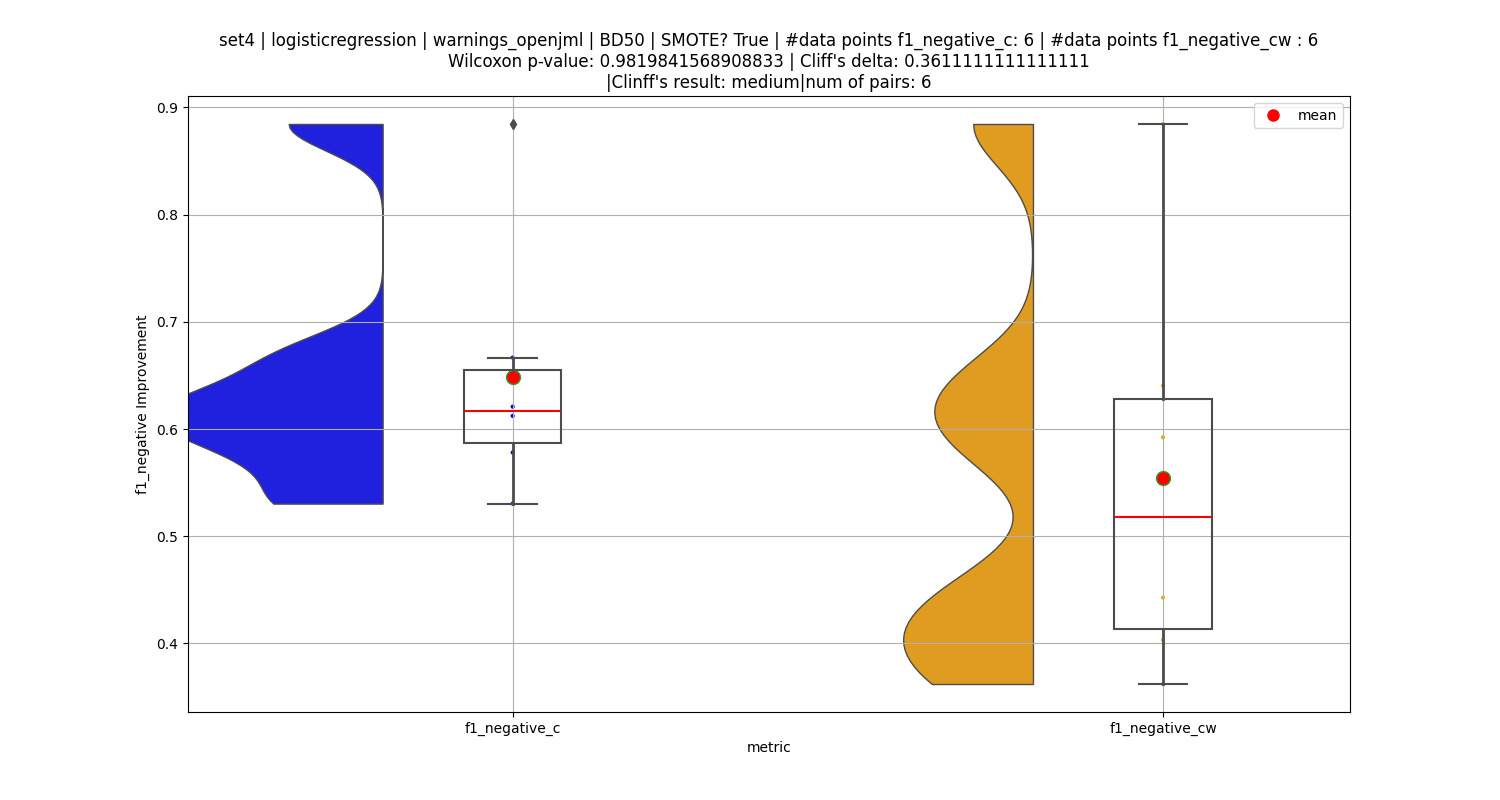 set4 | logisticregression | warnings_openjml | BD50 | SMOTE? True | #data points f1_negative_c: 6 | #data points f1_negative_cw : 6
Wilcoxon p-value: 0.9819841568908833 | Cliff's delta: 0.3611111111111111
|Clinff's result: medium|num of pairs: 6
mean
0.9
0.8
0.7
0.6
0.5
0.4
f1_negative Improvement
f1_negative_c
f1_negative_cw
metric